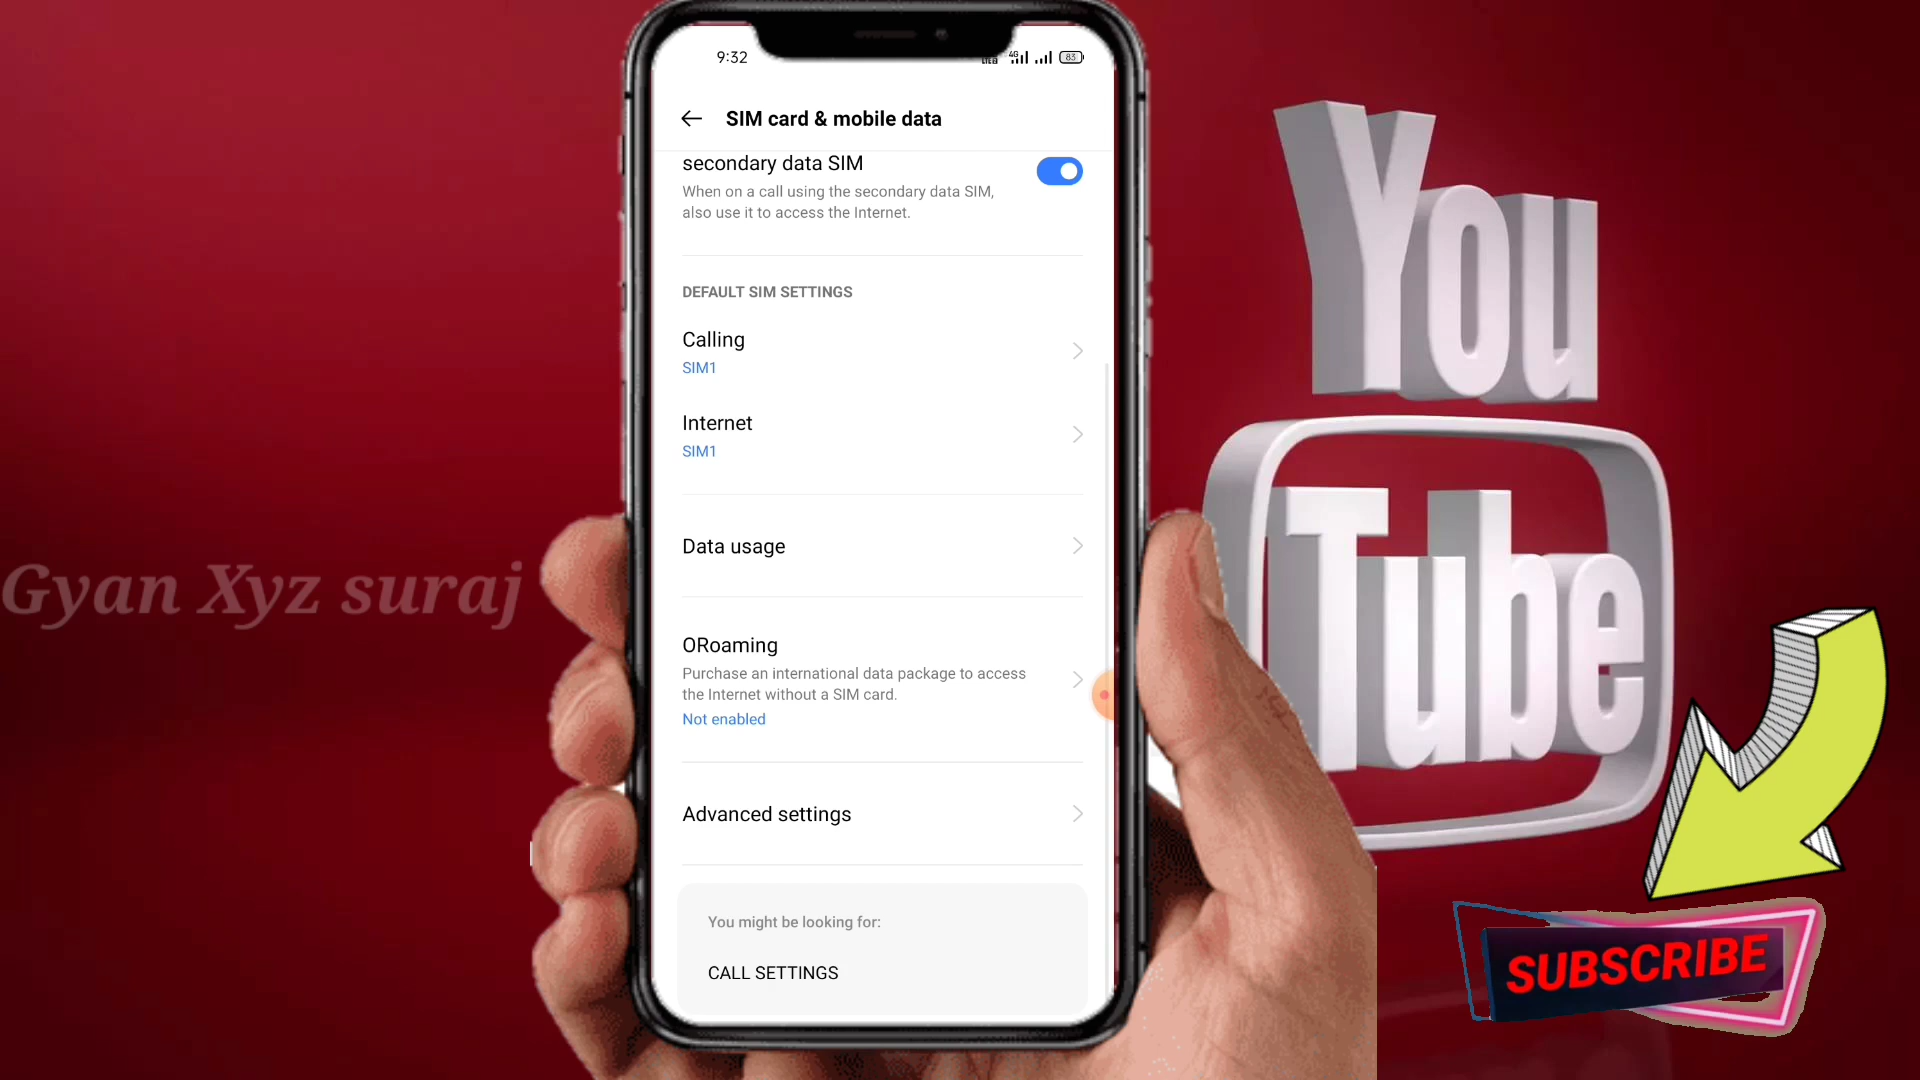 9:32
4G
83
SIM card & mobile data
secondary data SIM
When on a call using the secondary data SIM,
also use it to access the Internet.
DEFAULT SIM SETTINGS
Calling
SIM1
Internet
SIM1
Data usage
ORoaming
Purchase an international data package to access
the Internet without a SIM card.
Not enabled
Advanced settings
You might be looking for:
CALL SETTINGS
Gyan Xyz suraj
You
Tube
SUBSCRIBE